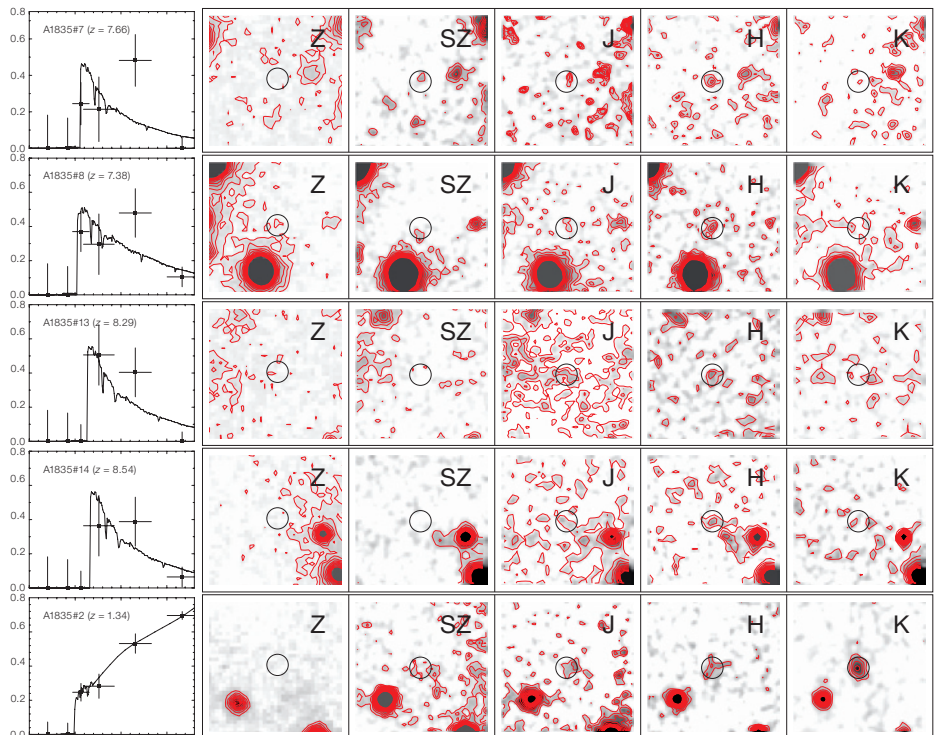 0.8
A1835#7 (z = 7.66)
Z
SZ
J
H
K
0.6
0.4
0.2
0.0
0.8
A1835#8 (z = 7.38)
Z
SZ
J
H
K
0.6
0.4
0.2
0.0
0.8
A1835#13 (z = 8.29)
Z
SZ
J
H
K
0.6
0.4
0.2
0.0
0.8
A1835#14 (z = 8.54)
Z
SZ
J
H
K
0.6
0.4
0.2
0.0
0.8
A1835#2 (z = 1.34)
Z
SZ
J
H
K
0.6
0.4
0.2
0.0